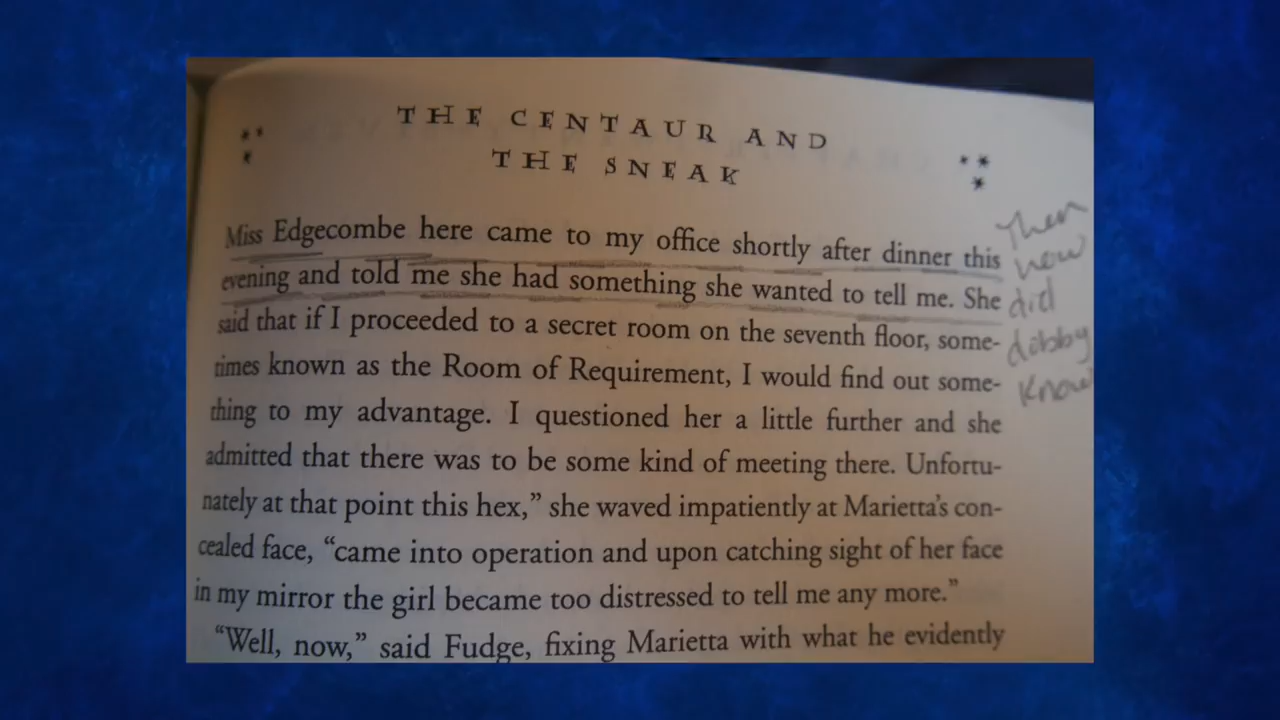 THE CENTAUR AND
THE SNEAK
Miss Edgecombe here came to my office shortly after dinner this
evening and told me she had something she wanted to tell me. She
said that if I proceeded to a secret room on the seventh floor, some-
times known as the Room of Requirement, I would find out some-
thing to my advantage. I questioned her a little further and she
admitted that there was to be some kind of meeting there. Unfortu-
nately at that point this hex,” she waved impatiently at Marietta’s con-
cealed face, “came into operation and upon catching sight of her face
in my mirror the girl became too distressed to tell me any more.”
“Well, now,” said Fudge, fixing Marietta with what he evidently
Then
how
did
dobby
know